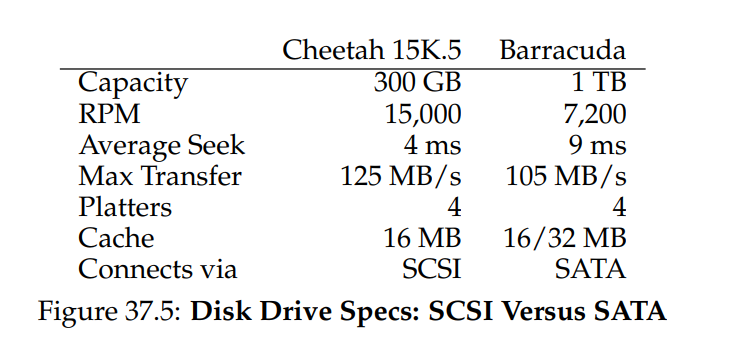 Cheetah 15K.5 Barracuda
Capacity 300 GB 1 TB
RPM 15,000 7,200
Average Seek 4 ms 9 ms
Max Transfer 125 MB/s 105 MB/s
Platters 4 4
Cache 16 MB 16/32 MB
Connects via SCSI SATA
Figure 37.5: Disk Drive Specs: SCSI Versus SATA